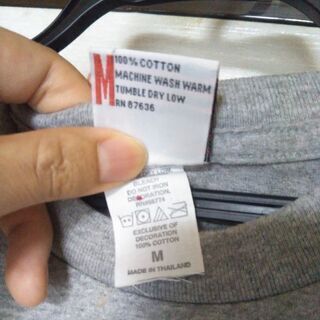 M
100% COTTON
MACHINE WASH WARM
TUMBLE DRY LOW
RN 87636
BLEACH
DO NOT IRON
DECORATION.
EXCLUSIVE OF
DECORATION
100% COTTON
M
MADE IN THAILAND